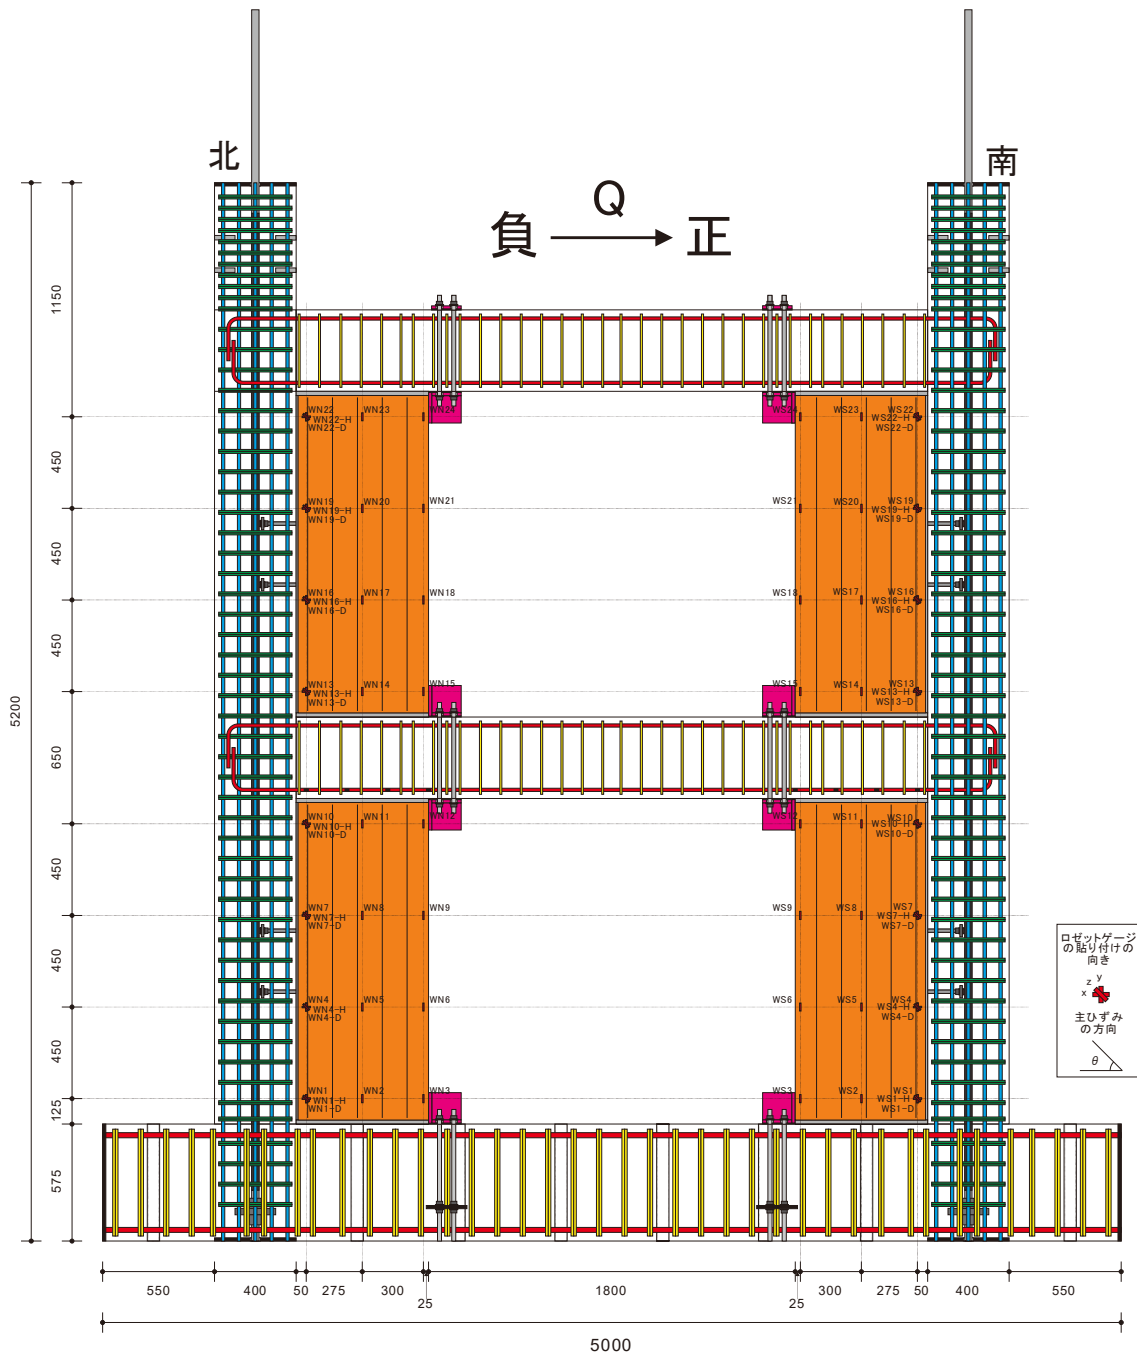 北
南
Q
負
正
1150
WN22
WN22-H
WN22-D
WN23
WN24
WS24
WS23
WS22
WS22-H
WS22-D
450
WN19
WN19-H
WN19-D
WN20
WN21
WS21
WS20
WS19
WS19-H
WS19-D
450
WN16
WN16-H
WN16-D
WN17
WN18
WS18
WS17
WS16
WS16-H
WS16-D
450
WN13
WN13-H
WN13-D
WN14
WN15
WS15
WS14
WS13
WS13-H
WS13-D
5200
650
WN10
WN10-H
WN10-D
WN11
WN12
WS12
WS11
WS10
WS10-H
WS10-D
450
WN7
WN7-H
WN7-D
WN8
WN9
WS9
WS8
WS7
WS7-H
WS7-D
450
WN4
WN4-H
WN4-D
WN5
WN6
WS6
WS5
WS4
WS4-H
WS4-D
ロゼットゲージ
の貼り付けの
向き
y
z
x
主ひずみ
の方向
θ
450
WN1
WN1-H
WN1-D
WN2
WN3
WS3
WS2
WS1
WS1-H
WS1-D
125
575
550
400
50
275
300
25
1800
25
300
275
50
400
550
5000